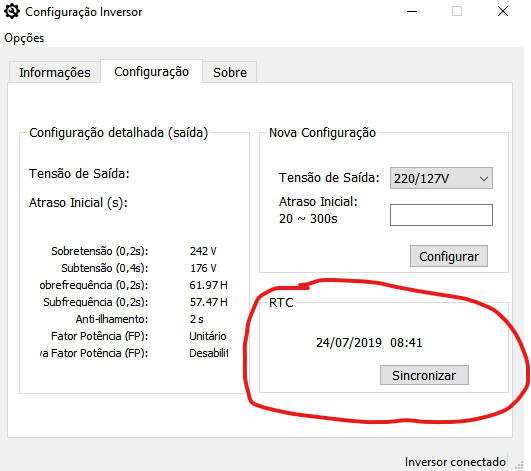 Configuração Inversor
Opções
Informações
Configuração
Sobre
Configuração detalhada (saída)
Tensão de Saída:
Atraso Inicial (s):
Sobretensão (0,2s): 242 V
Subtensão (0,4s): 176 V
obrefrequência (0,2s): 61.97 H
Subfrequência (0,2s): 57.47 H
Anti-ilhamento: 2 s
Fator Potência (FP): Unitário
va Fator Potência (FP): Desabilit
Nova Configuração
Tensão de Saída: 220/127V
Atraso Inicial:
20 ~ 300s
Configurar
RTC
24/07/2019 08:41
Sincronizar
Inversor conectado